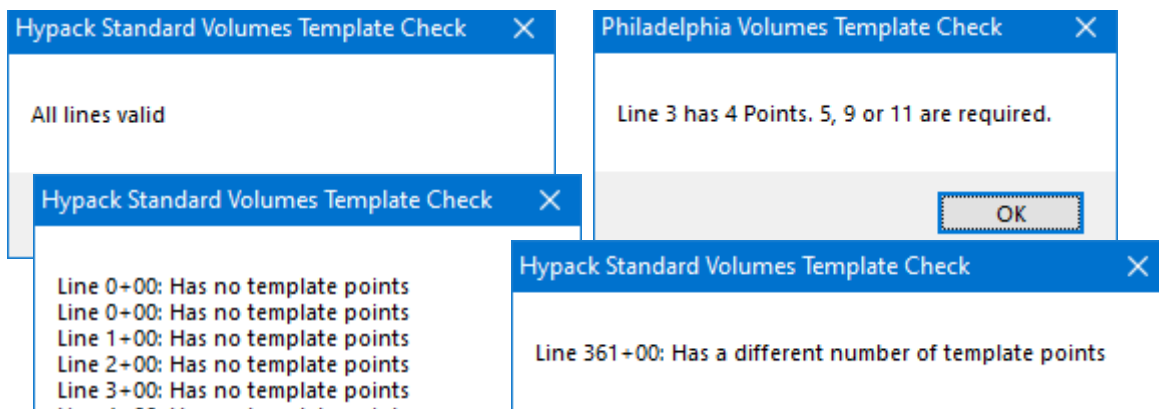 Hypack Standard Volumes Template Check
All lines valid
Philadelphia Volumes Template Check
Line 3 has 4 Points. 5, 9 or 11 are required.
OK
Hypack Standard Volumes Template Check
Line 0+00: Has no template points
Line 0+00: Has no template points
Line 1+00: Has no template points
Line 2+00: Has no template points
Line 3+00: Has no template points
Hypack Standard Volumes Template Check
Line 361+00: Has a different number of template points